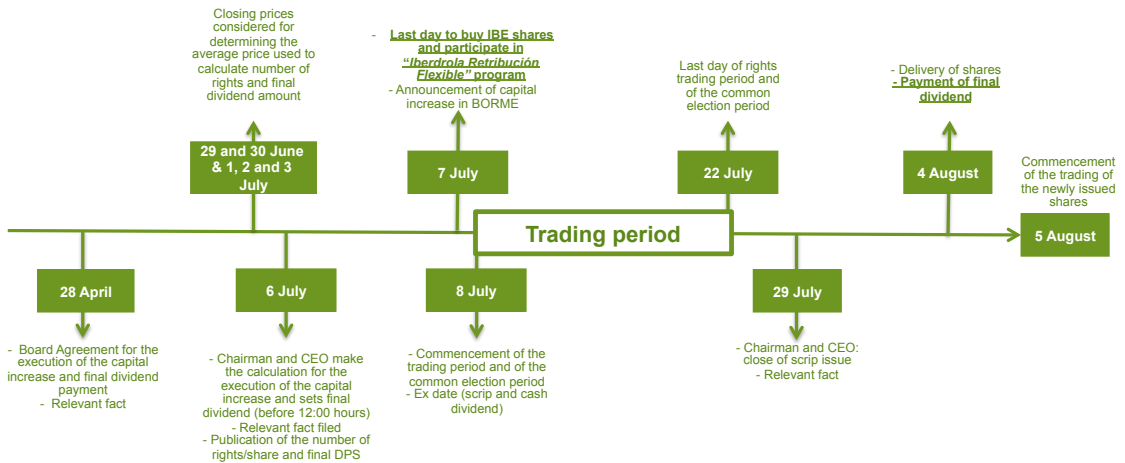 Closing prices
considered for
determining the
average price used to
calculate number of
rights and final
dividend amount
- Last day to buy IBE shares
and participate in
“Iberdrola Retribución
Flexible” program
- Announcement of capital
increase in BORME
Last day of rights
trading period and
of the common
election period
- Delivery of shares
- Payment of final
dividend
29 and 30 June
& 1, 2 and 3
July
7 July
22 July
4 August
Commencement
of the trading of
the newly issued
shares
Trading period
5 August
28 April
6 July
8 July
29 July
- Board Agreement for the
execution of the capital
increase and final dividend
payment
- Relevant fact
- Chairman and CEO make
the calculation for the
execution of the capital
increase and sets final
dividend (before 12:00 hours)
- Relevant fact filed
- Publication of the number of
rights/share and final DPS
- Commencement of the
trading period and of the
common election period
- Ex date (scrip and cash
dividend)
- Chairman and CEO:
close of scrip issue
- Relevant fact